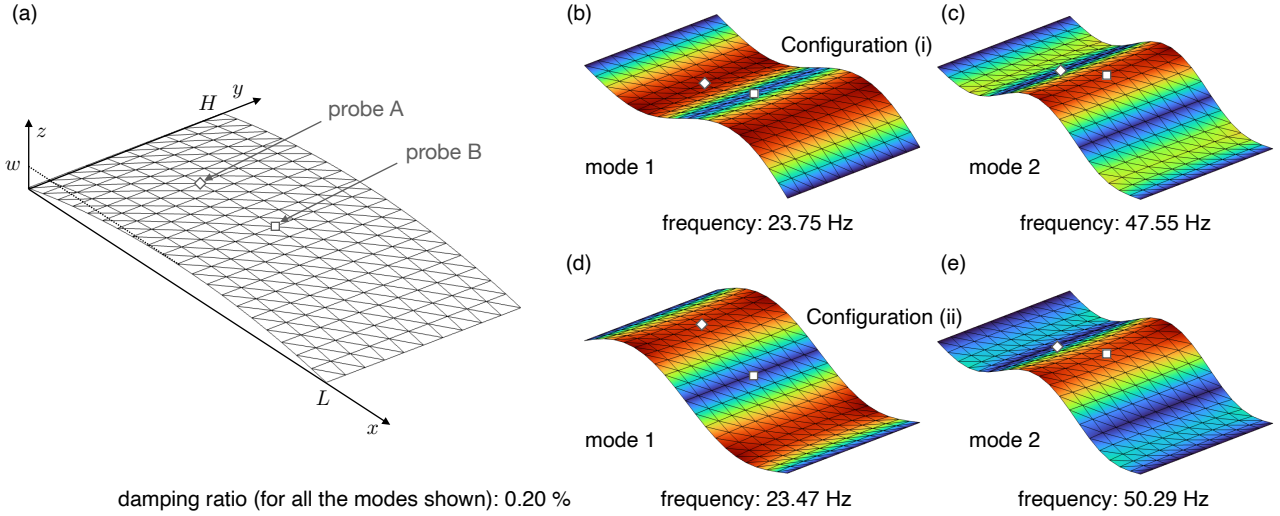 (a)
H
y
z
w
probe A
probe B
L
x
(b)
Configuration (i)
(c)
mode 1
mode 2
frequency: 23.75 Hz
frequency: 47.55 Hz
(d)
Configuration (ii)
(e)
mode 1
mode 2
damping ratio (for all the modes shown): 0.20 %
frequency: 23.47 Hz
frequency: 50.29 Hz